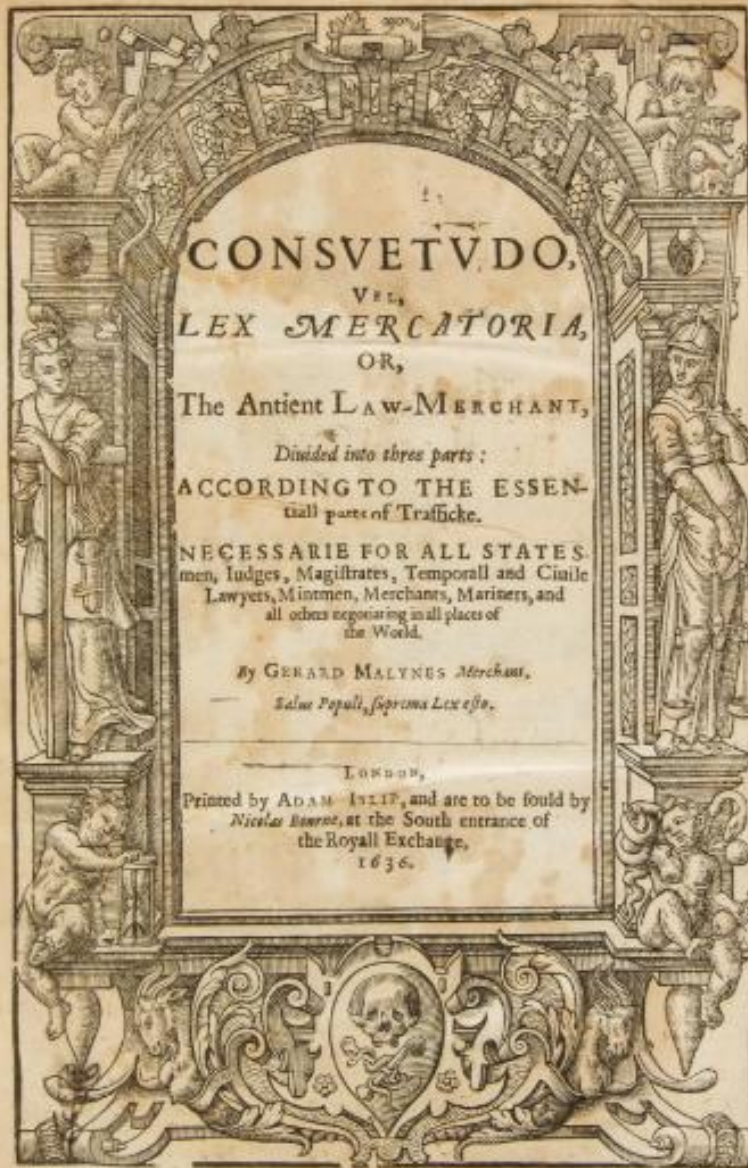 CONSVETVDO,
VEL,
LEX MERCATORIA,
OR,
The Antient LAW-MERCHANT,
Diuided into three parts:
ACCORDING TO THE ESSEN-
tiall partes of Trafficke.
NECESSARIE FOR ALL STATES-
men, Iudges, Magiſtrates, Temporall and Ciuile
Lawyers, Mintmen, Merchants, Mariners, and
all others negotiating in all places of
the World.
By GERARD MALYNES Merchant.
Salus Populi, ſuprema Lex eſto.
LONDON,
Printed by ADAM ISLIP, and are to be ſould by
Nicolas Bourne, at the South entrance of
the Royall Exchange,
1636.